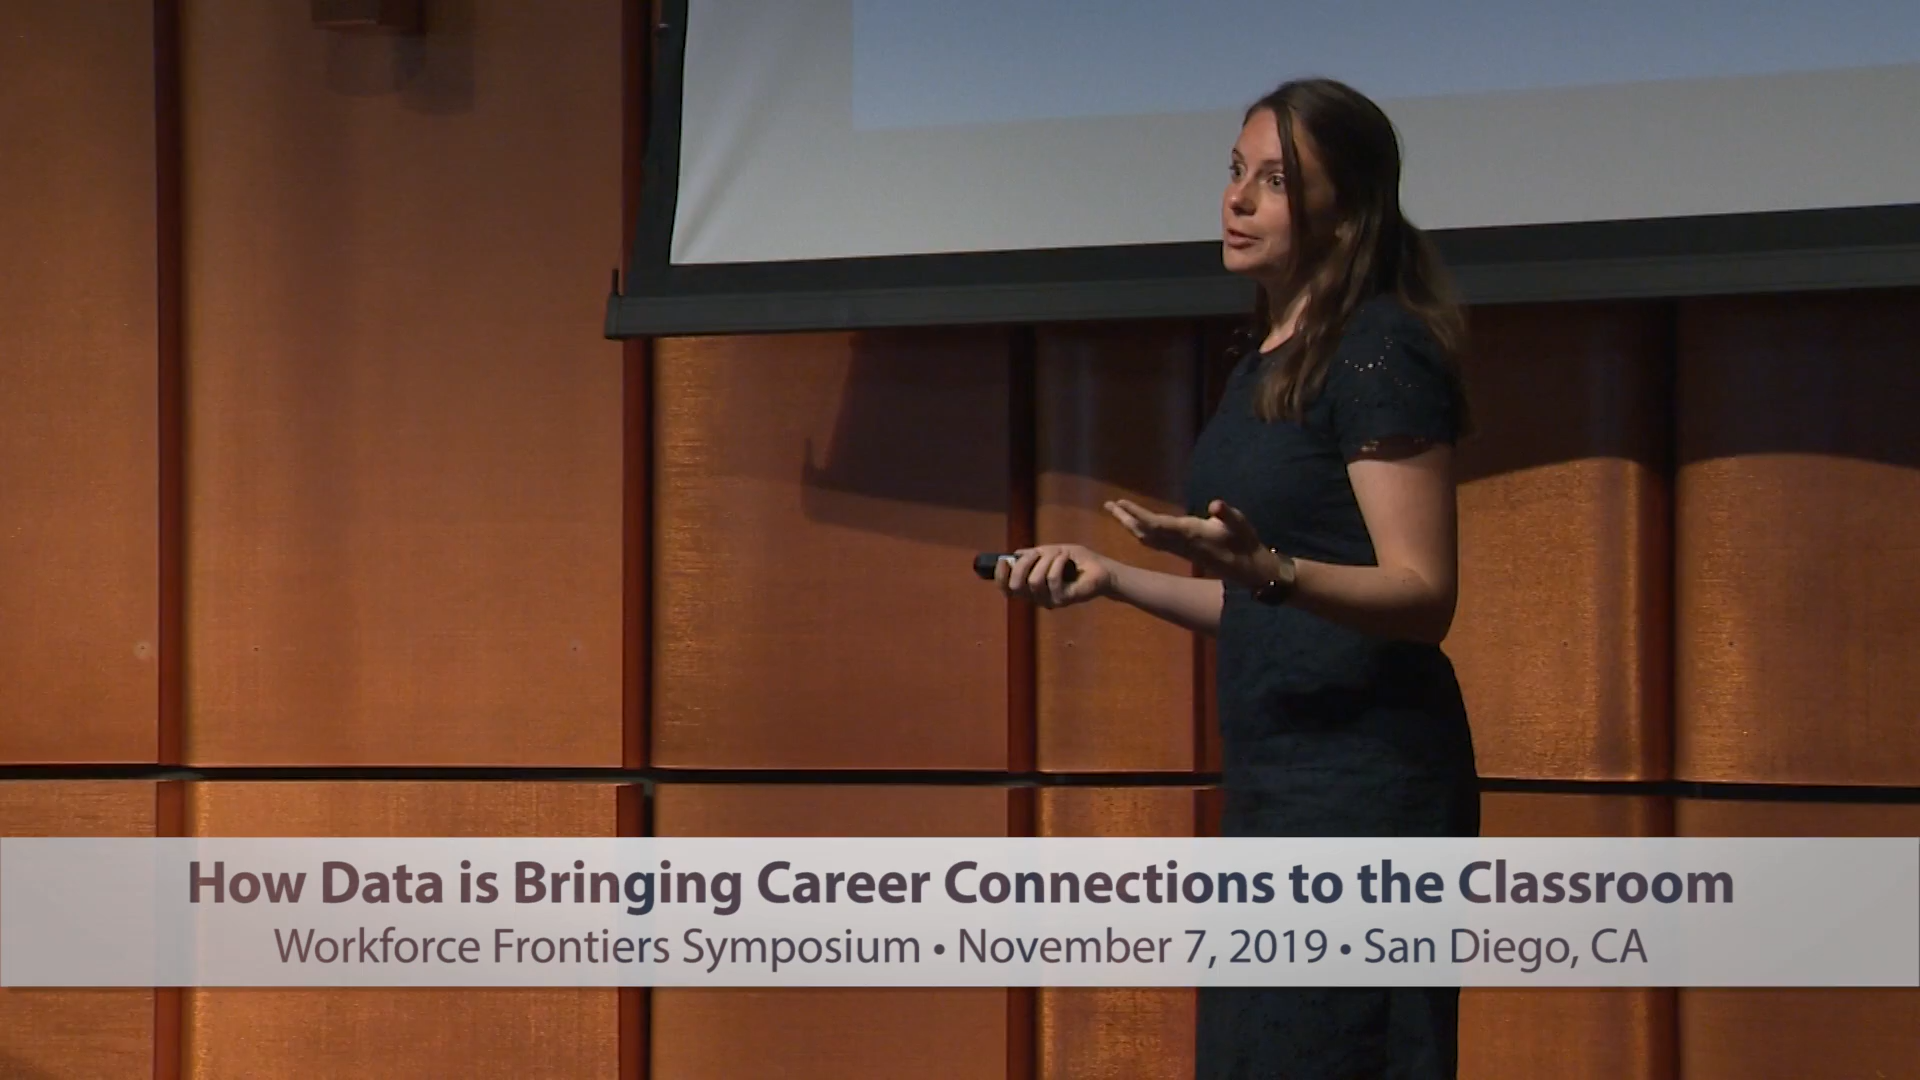 How Data is Bringing Career Connections to the Classroom
Workforce Frontiers Symposium • November 7, 2019 • San Diego, CA